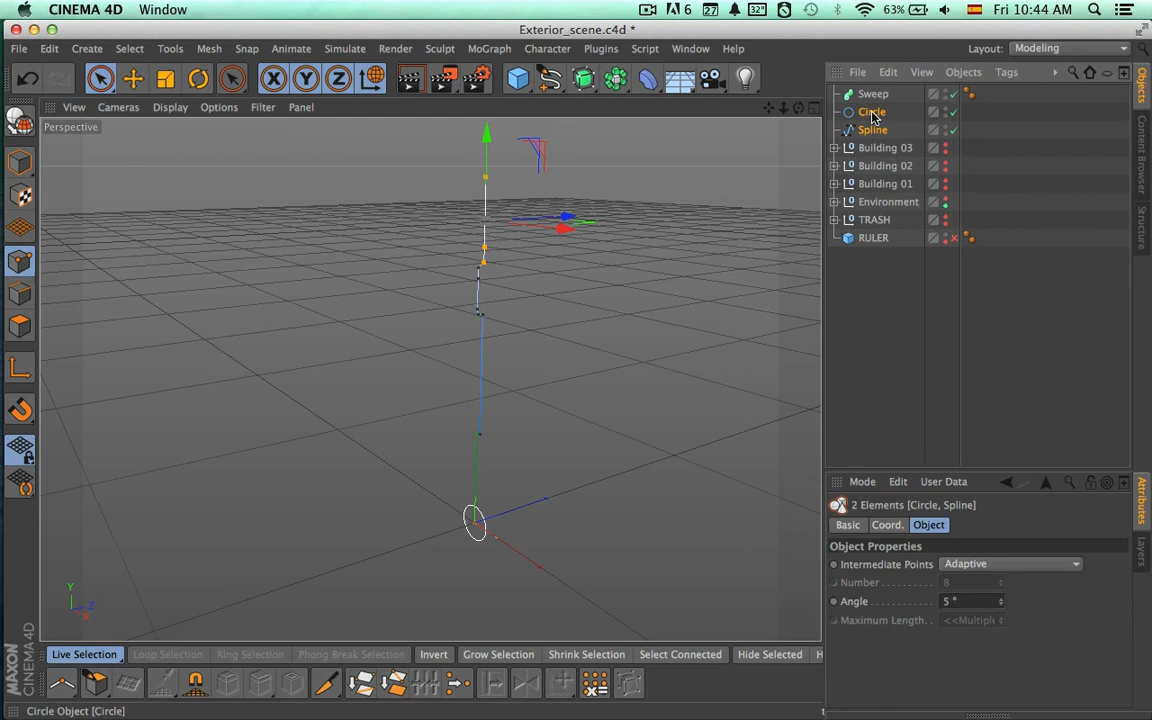 CINEMA 4D Window 6 27 32° 63% Fri 10:44 AM
Exterior_scene.c4d *
File Edit Create Select Tools Mesh Snap Animate Simulate Render Sculpt MoGraph Character Plugins Script Window Help Layout: Modeling
X Y Z
File Edit View Objects Tags
Objects
Content Browser
Structure
View Cameras Display Options Filter Panel
Perspective
Sweep
Circle
Spline
Building 03
Building 02
Building 01
Environment
TRASH
RULER
Mode Edit User Data
Attributes
Layers
2 Elements [Circle, Spline]
Basic Coord. Object
Object Properties
Intermediate Points Adaptive
Number . . . . . . . . . 8
Angle . . . . . . . . . . 5 °
Maximum Length. . <<Multiple
Y
Z
X
Live Selection Loop Selection Ring Selection Phong Break Selection Invert Grow Selection Shrink Selection Select Connected Hide Selected H
MAXON
CINEMA 4D
Circle Object [Circle]